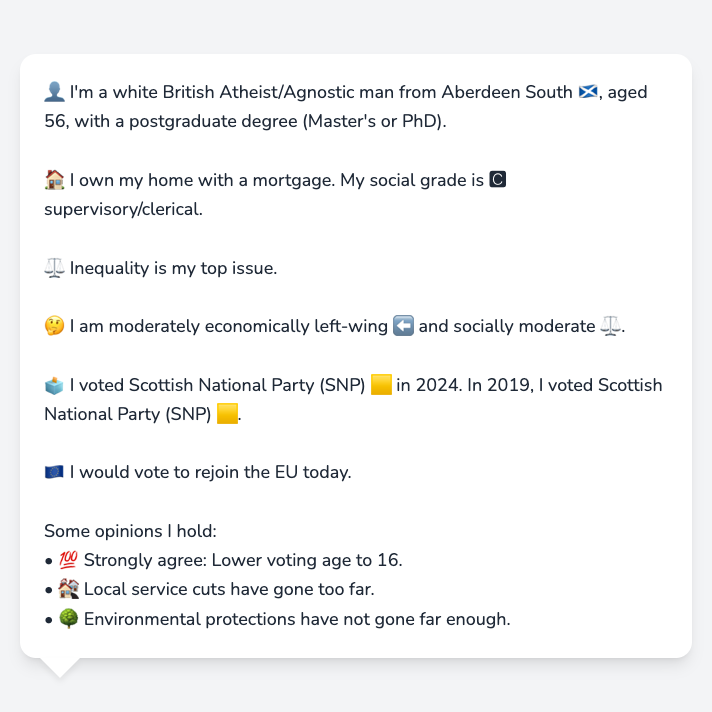 👤 I'm a white British Atheist/Agnostic man from Aberdeen South 🏴󠁧󠁢󠁳󠁣󠁴󠁿, aged
56, with a postgraduate degree (Master's or PhD).
🏠 I own my home with a mortgage. My social grade is 🅲
supervisory/clerical.
⚖️ Inequality is my top issue.
🤔 I am moderately economically left-wing ⬅️ and socially moderate ⚖️.
🗳️ I voted Scottish National Party (SNP) 🟨 in 2024. In 2019, I voted Scottish
National Party (SNP) 🟨.
🇪🇺 I would vote to rejoin the EU today.
Some opinions I hold:
• 💯 Strongly agree: Lower voting age to 16.
• 🏚️ Local service cuts have gone too far.
• 🌳 Environmental protections have not gone far enough.